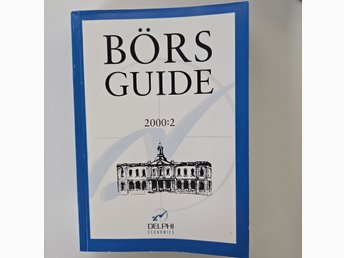 BÖRS
GUIDE
2000:2
DELPHI
ECONOMICS